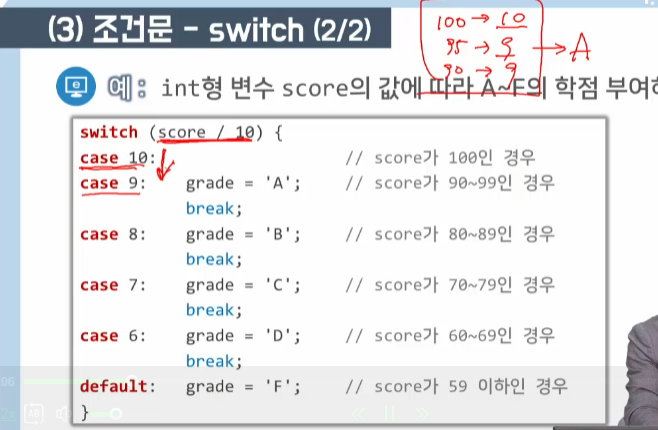 (3) 조건문 - switch (2/2)
100 → 10
95 → 9
90 → 9
→ A
예: int형 변수 score의 값에 따라 A~F의 학점 부여
switch (score / 10) {
case 10: // score가 100인 경우
case 9: grade = 'A'; // score가 90~99인 경우
break;
case 8: grade = 'B'; // score가 80~89인 경우
break;
case 7: grade = 'C'; // score가 70~79인 경우
break;
case 6: grade = 'D'; // score가 60~69인 경우
break;
default: grade = 'F'; // score가 59 이하인 경우
}